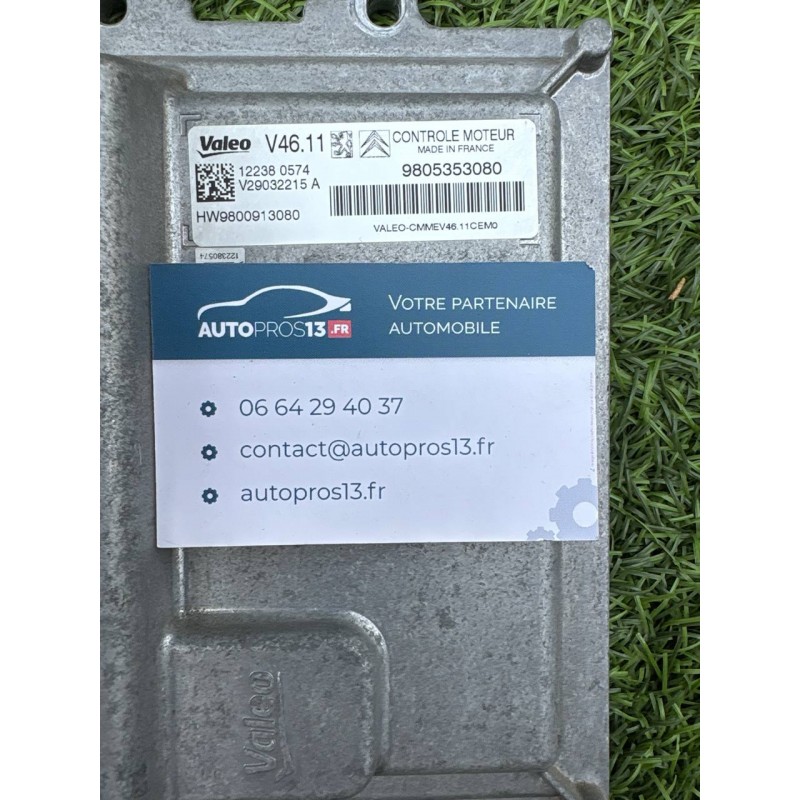 Valeo V46.11 CONTROLE MOTEUR
MADE IN FRANCE
12238 0574
V29032215 A
9805353080
HW9800913080
VALEO-CMMEV46.11CEM0
122380574
AUTOPROS13.FR
VOTRE PARTENAIRE
AUTOMOBILE
06 64 29 40 37
contact@autopros13.fr
autopros13.fr
Valeo